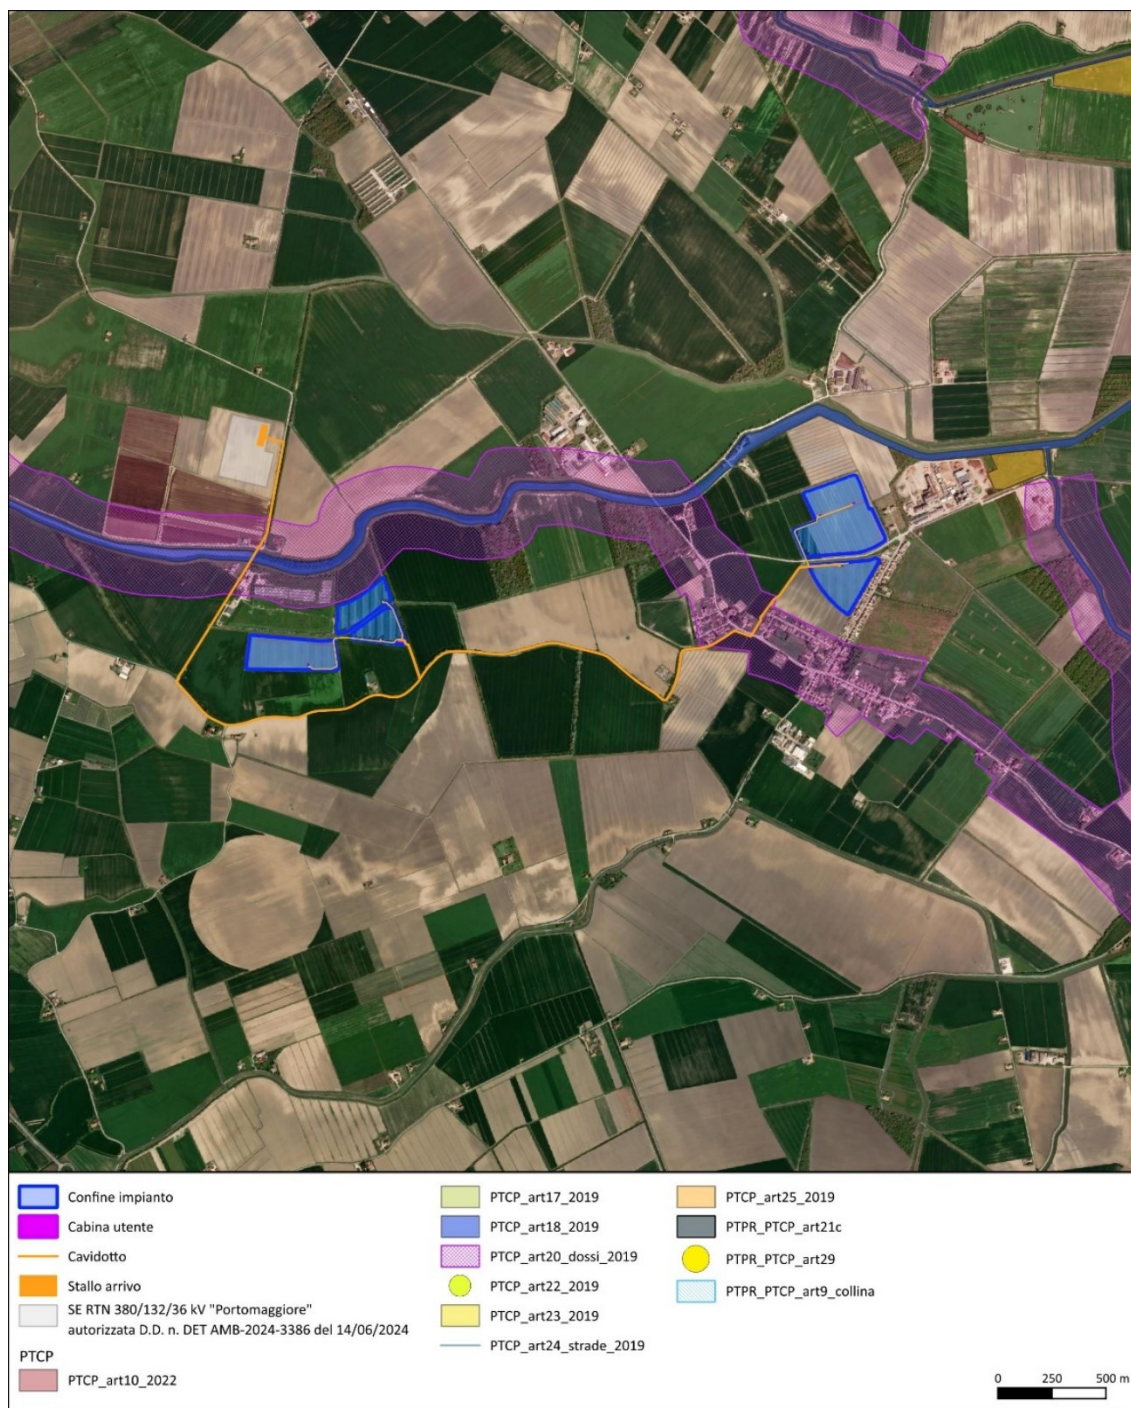 Confine impianto
Cabina utente
Cavidotto
Stallo arrivo
SE RTN 380/132/36 kV "Portomaggiore"
autorizzata D.D. n. DET AMB-2024-3386 del 14/06/2024
PTCP
PTCP_art10_2022
PTCP_art17_2019
PTCP_art18_2019
PTCP_art20_dossi_2019
PTCP_art22_2019
PTCP_art23_2019
PTCP_art24_strade_2019
PTCP_art25_2019
PTPR_PTCP_art21c
PTPR_PTCP_art29
PTPR_PTCP_art9_collina
0 250 500 m